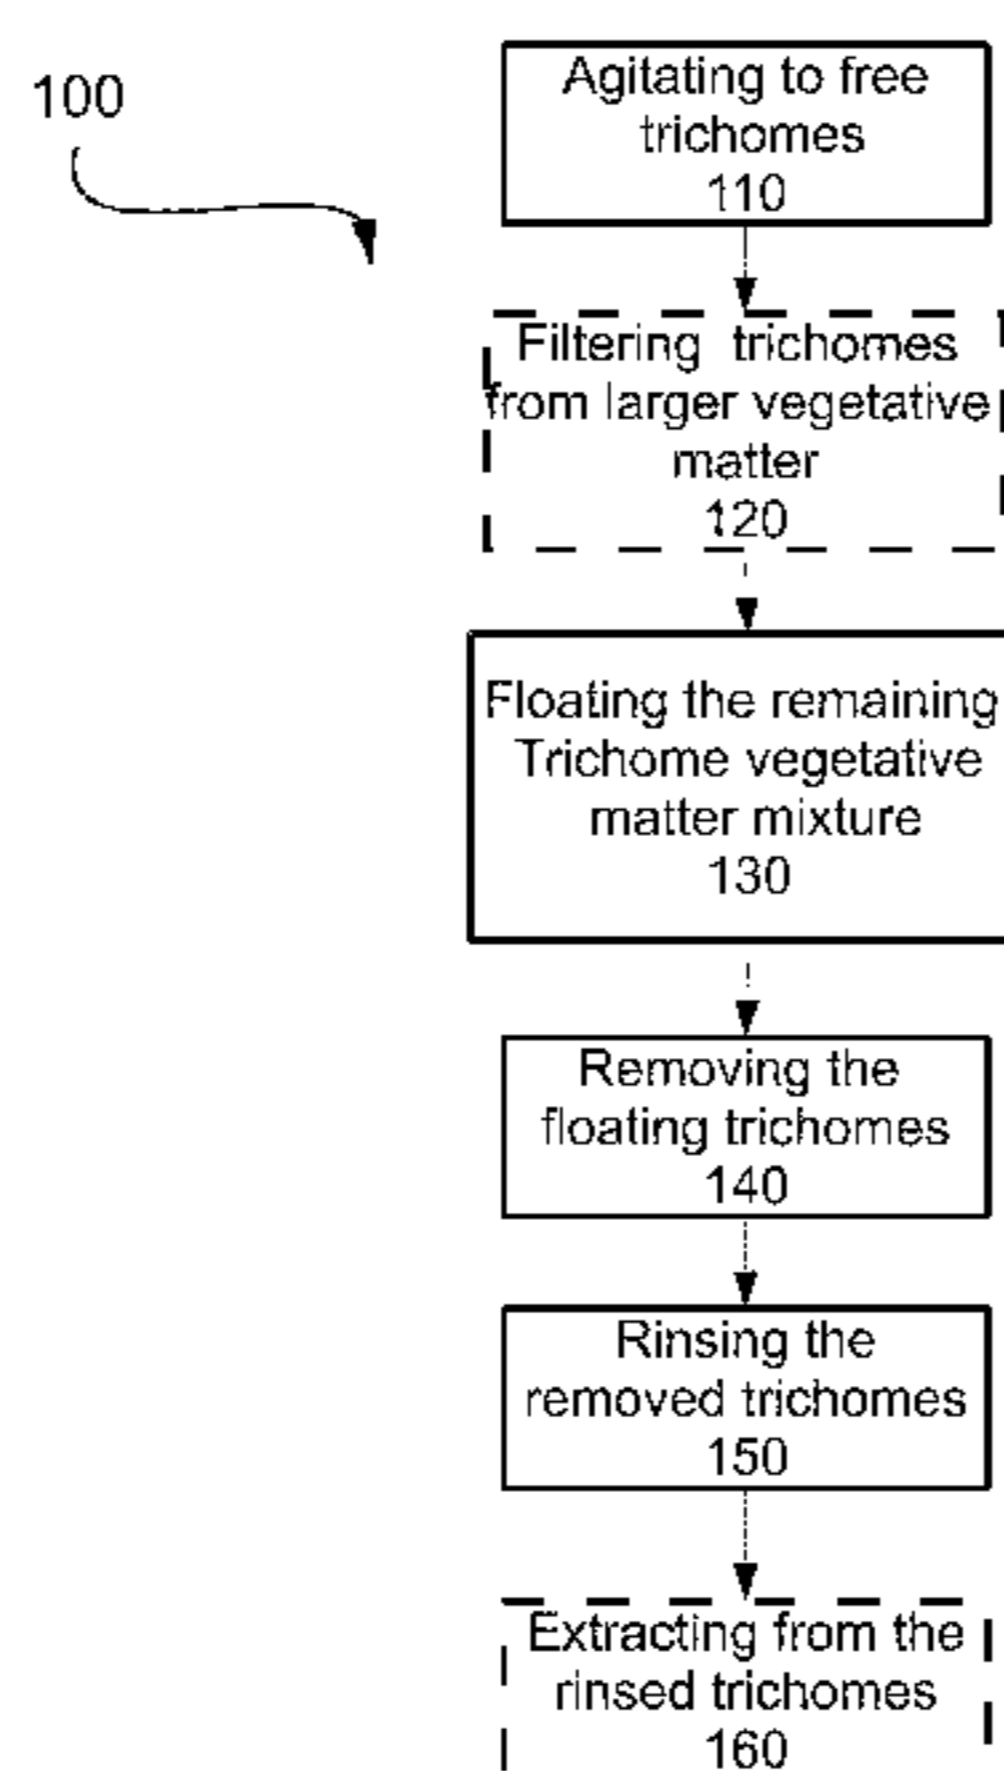 100
Agitating to free
trichomes
110
Filtering trichomes
from larger vegetative
matter
120
Floating the remaining
Trichome vegetative
matter mixture
130
Removing the
floating trichomes
140
Rinsing the
removed trichomes
150
Extracting from the
rinsed trichomes
160